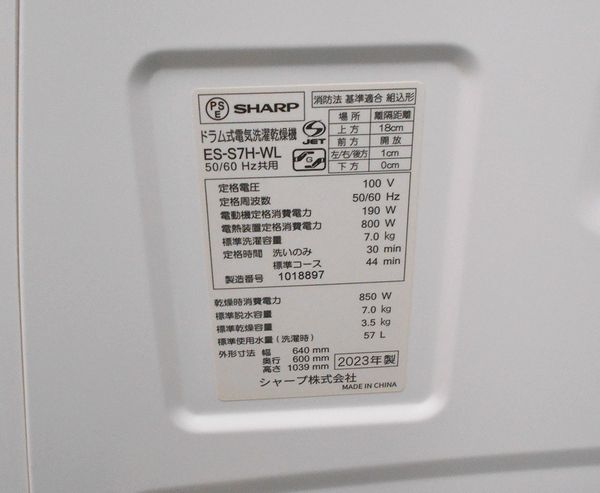 PS
E
SHARP
消防法 基準適合 組込形
ドラム式電気洗濯乾燥機
ES-S7H-WL
50/60 Hz共用
JET
G
場所 離隔距離
上方 18cm
前方 開放
左/右/後方 1cm
下方 0cm
定格電圧 100 V
定格周波数 50/60 Hz
電動機定格消費電力 190 W
電熱装置定格消費電力 800 W
標準洗濯容量 7.0 kg
定格時間 洗いのみ 30 min
標準コース 44 min
製造番号 1018897
乾燥時消費電力 850 W
標準脱水容量 7.0 kg
標準乾燥容量 3.5 kg
標準使用水量(洗濯時) 57 L
外形寸法 幅 640 mm
奥行 600 mm
高さ 1039 mm
2023年製
シャープ株式会社
MADE IN CHINA